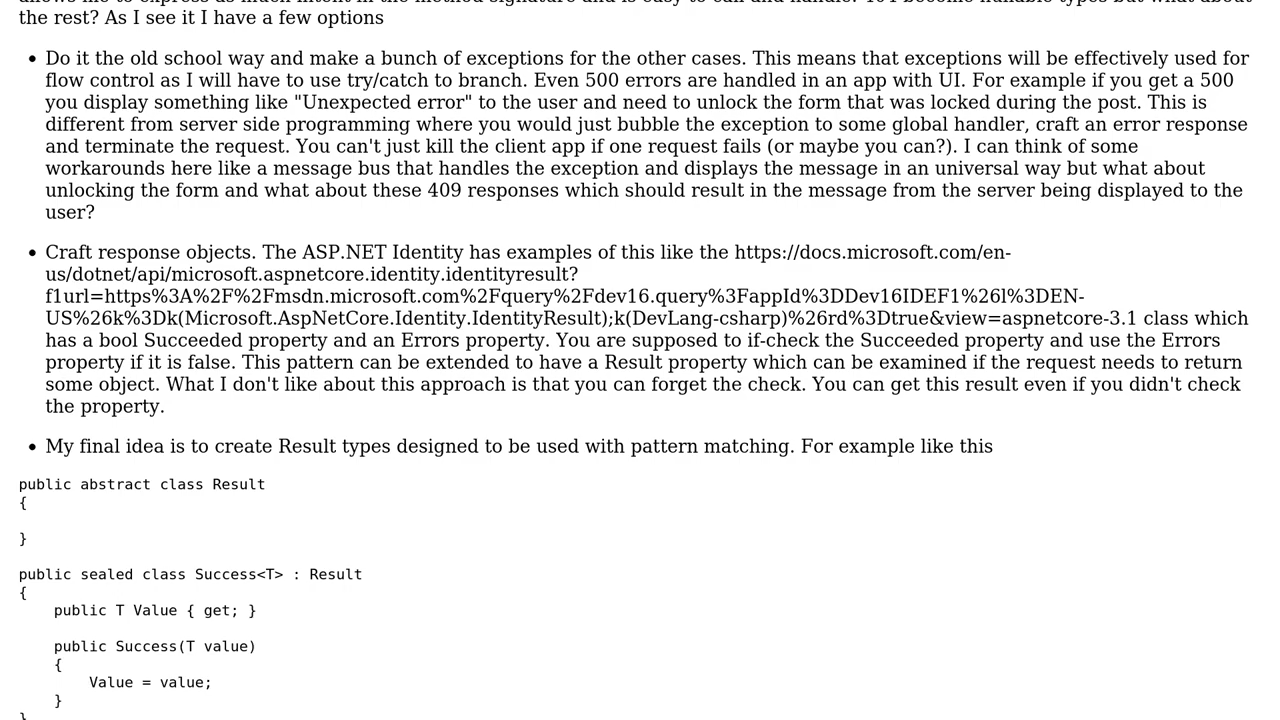 the rest? As I see it I have a few options
• Do it the old school way and make a bunch of exceptions for the other cases. This means that exceptions will be effectively used for
flow control as I will have to use try/catch to branch. Even 500 errors are handled in an app with UI. For example if you get a 500
you display something like "Unexpected error" to the user and need to unlock the form that was locked during the post. This is
different from server side programming where you would just bubble the exception to some global handler, craft an error response
and terminate the request. You can't just kill the client app if one request fails (or maybe you can?). I can think of some
workarounds here like a message bus that handles the exception and displays the message in an universal way but what about
unlocking the form and what about these 409 responses which should result in the message from the server being displayed to the
user?
• Craft response objects. The ASP.NET Identity has examples of this like the https://docs.microsoft.com/en-
us/dotnet/api/microsoft.aspnetcore.identity.identityresult?
f1url=https%3A%2F%2Fmsdn.microsoft.com%2Fquery%2Fdev16.query%3FappId%3DDev16IDEF1%26l%3DEN-
US%26k%3Dk(Microsoft.AspNetCore.Identity.IdentityResult);k(DevLang-csharp)%26rd%3Dtrue&view=aspnetcore-3.1 class which
has a bool Succeeded property and an Errors property. You are supposed to if-check the Succeeded property and use the Errors
property if it is false. This pattern can be extended to have a Result property which can be examined if the request needs to return
some object. What I don't like about this approach is that you can forget the check. You can get this result even if you didn't check
the property.
• My final idea is to create Result types designed to be used with pattern matching. For example like this
public abstract class Result
{
}
public sealed class Success<T> : Result
{
    public T Value { get; }
    public Success(T value)
    {
        Value = value;
    }
}